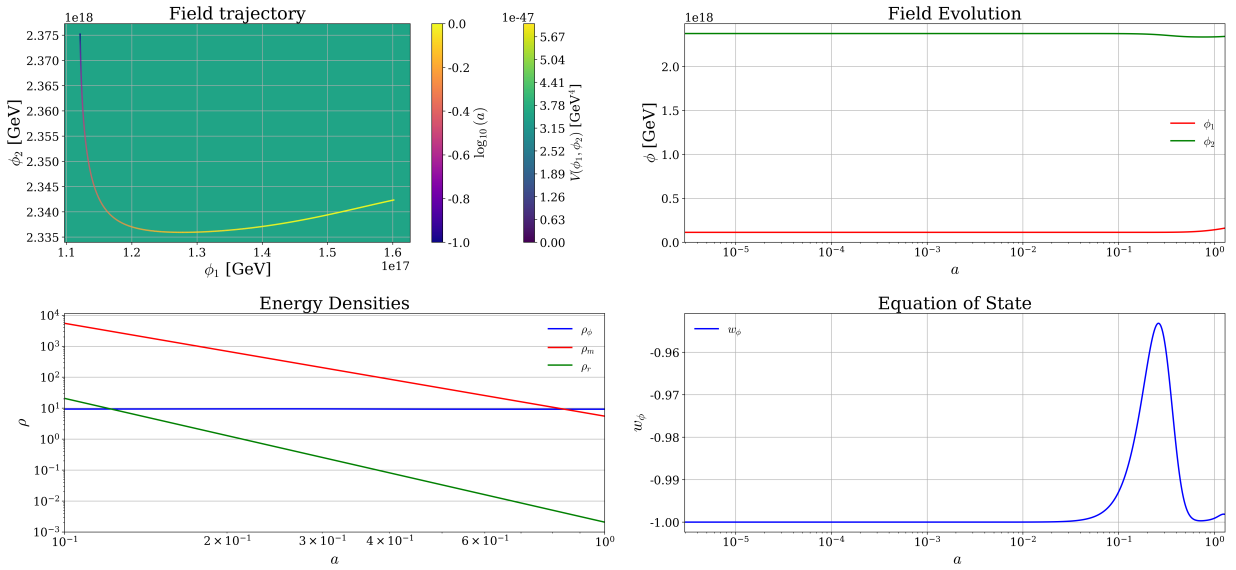 Field trajectory
1e18
2.375
2.370
2.365
2.360
2.355
2.350
2.345
2.340
2.335
ϕ₂ [GeV]
1.1 1.2 1.3 1.4 1.5 1.6
1e17
ϕ₁ [GeV]
0.0
-0.2
-0.4
-0.6
-0.8
-1.0
log₁₀(a)
1e-47
5.67
5.04
4.41
3.78
3.15
2.52
1.89
1.26
0.63
0.00
V(ϕ₁, ϕ₂) [GeV⁴]
Field Evolution
1e18
2.0
1.5
1.0
0.5
0.0
ϕ [GeV]
ϕ₁
ϕ₂
10⁻⁵ 10⁻⁴ 10⁻³ 10⁻² 10⁻¹ 10⁰
a
Energy Densities
10⁴
10³
10²
10¹
10⁰
10⁻¹
10⁻²
10⁻³
ρ
ρ_ϕ
ρ_m
ρ_r
10⁻¹ 2 × 10⁻¹ 3 × 10⁻¹ 4 × 10⁻¹ 6 × 10⁻¹ 10⁰
a
Equation of State
w_ϕ
-0.96
-0.97
-0.98
-0.99
-1.00
w_ϕ
10⁻⁵ 10⁻⁴ 10⁻³ 10⁻² 10⁻¹ 10⁰
a